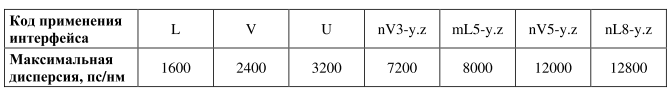 Код применения интерфейса L V U nV3-y.z mL5-y.z nV5-y.z nL8-y.z
Максимальная дисперсия, пс/нм 1600 2400 3200 7200 8000 12000 12800